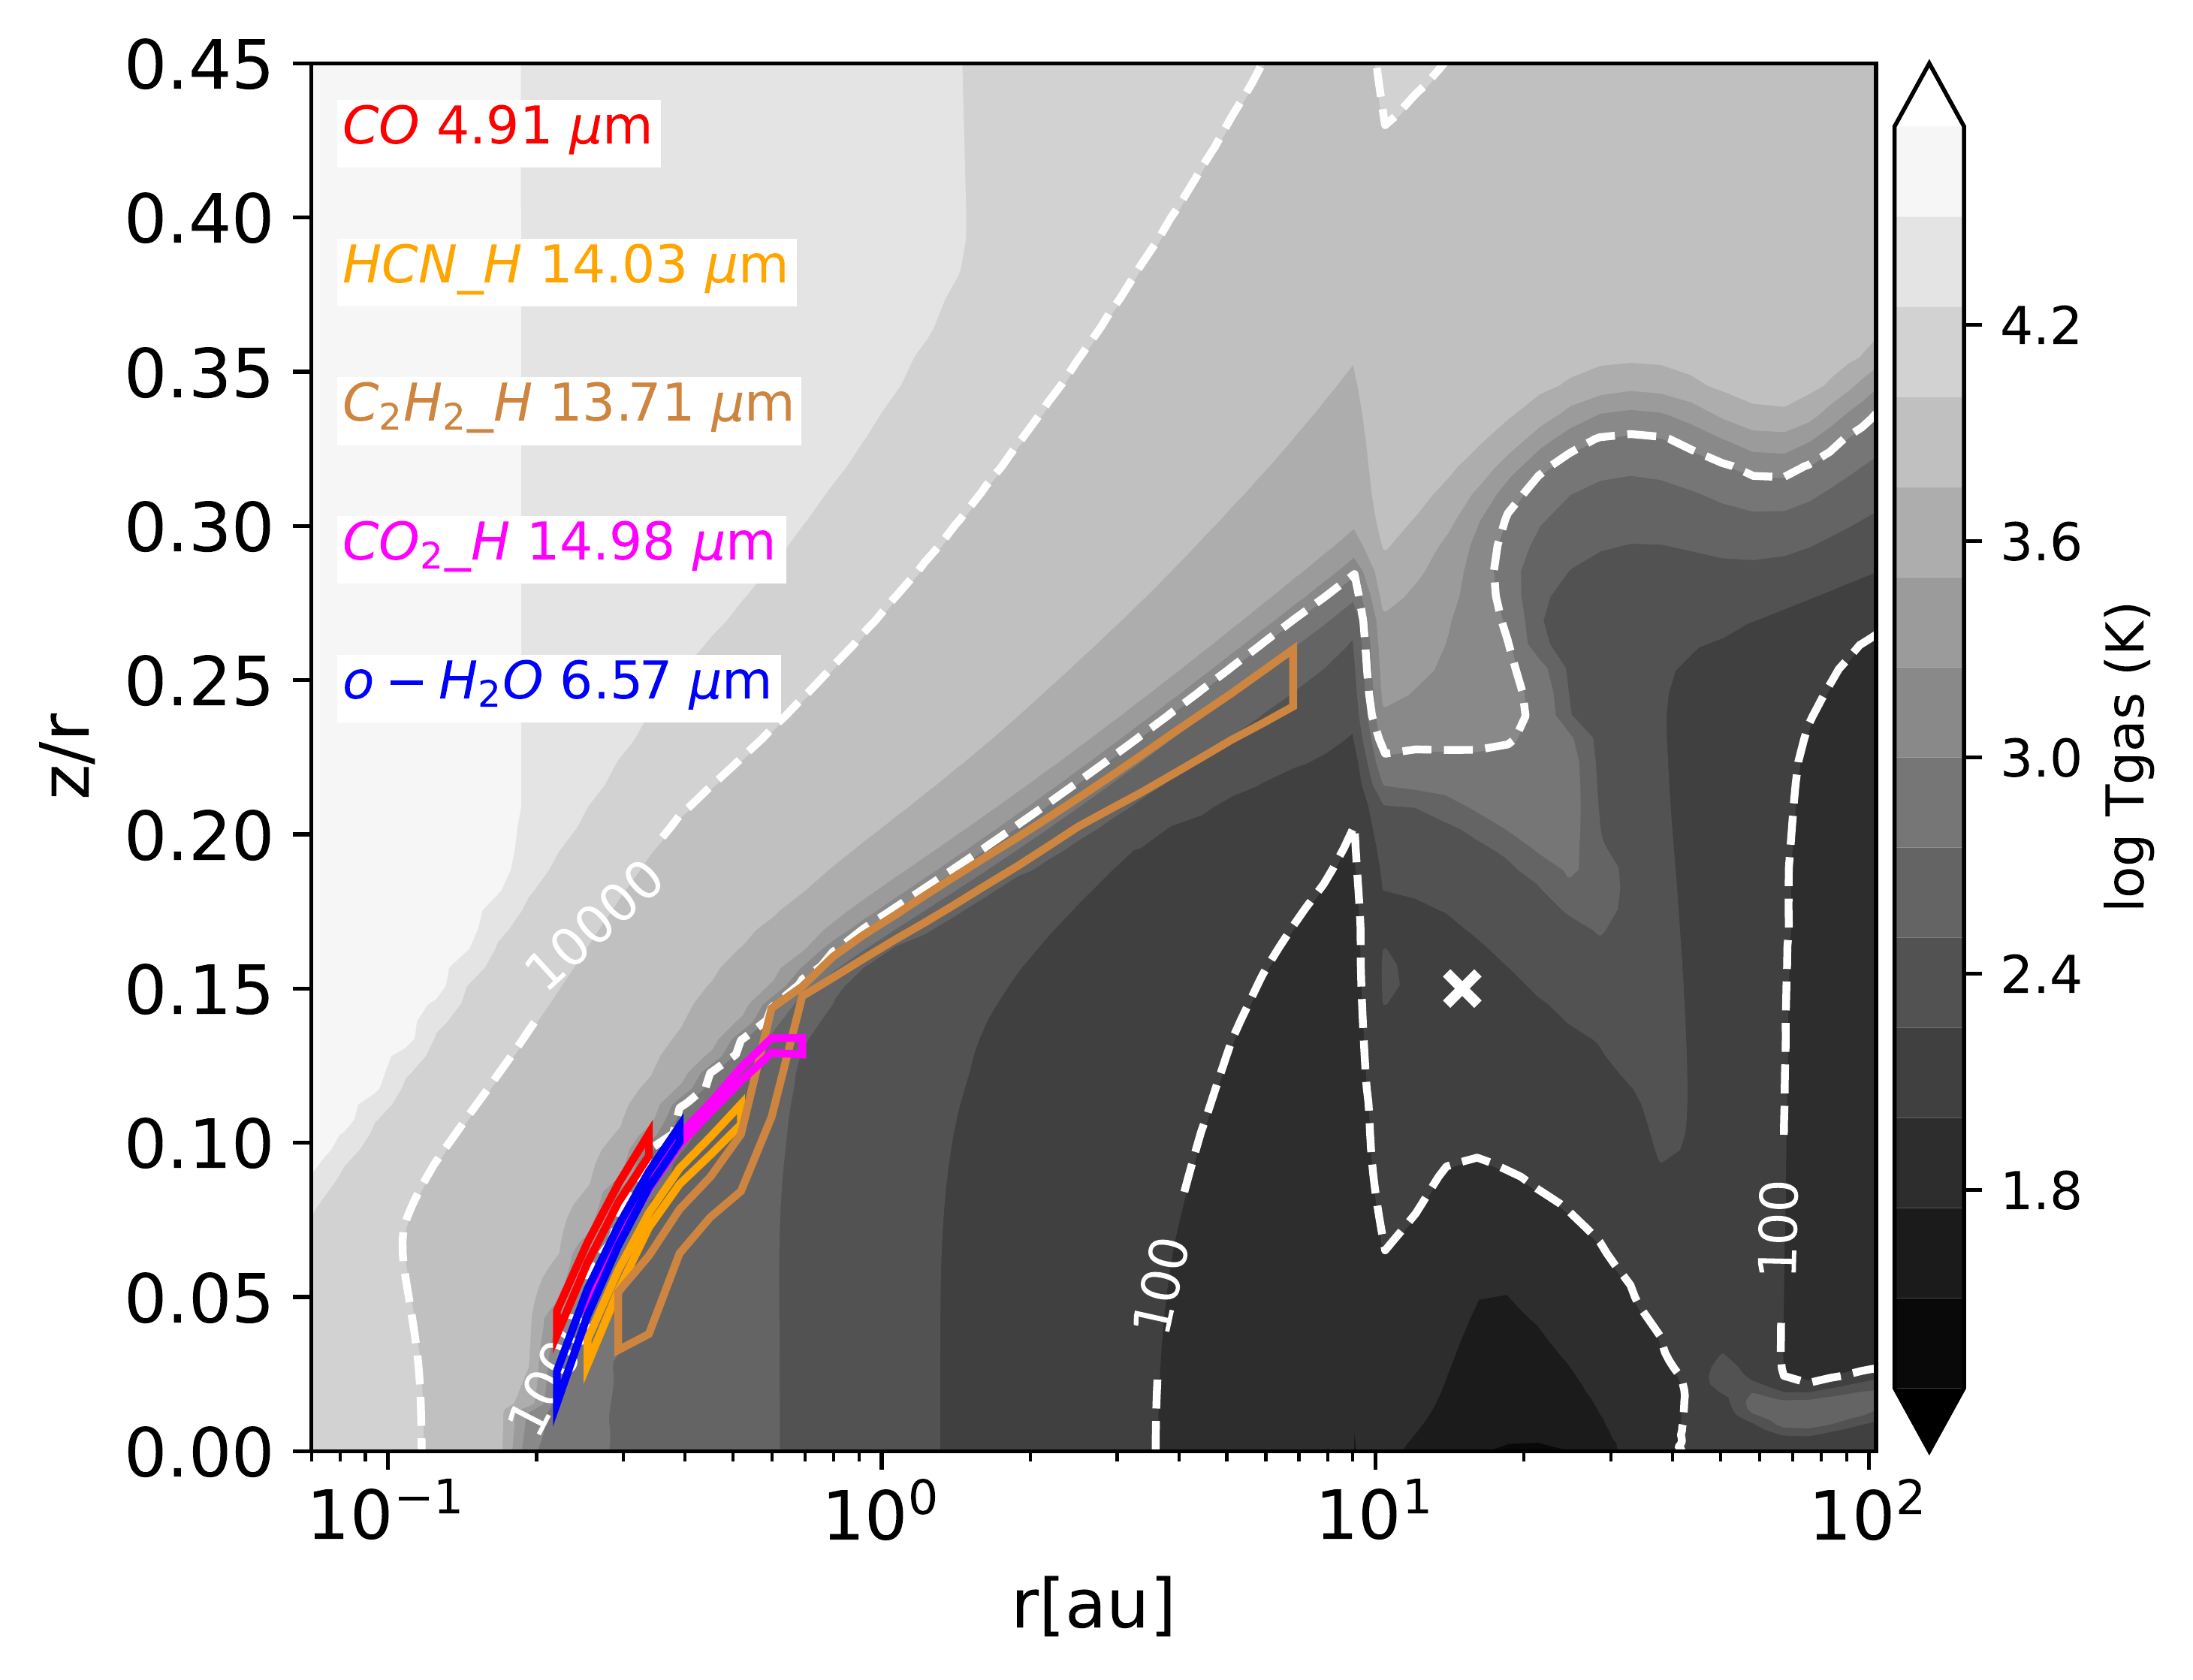 0.45
0.40
0.35
0.30
0.25
0.20
0.15
0.10
0.05
0.00
z/r
CO 4.91 μm
HCN_H 14.03 μm
C₂H₂_H 13.71 μm
CO₂_H 14.98 μm
o − H₂O 6.57 μm
10000
100
100
10⁻¹
10⁰
10¹
10²
r[au]
4.2
3.6
3.0
2.4
1.8
log Tgas (K)